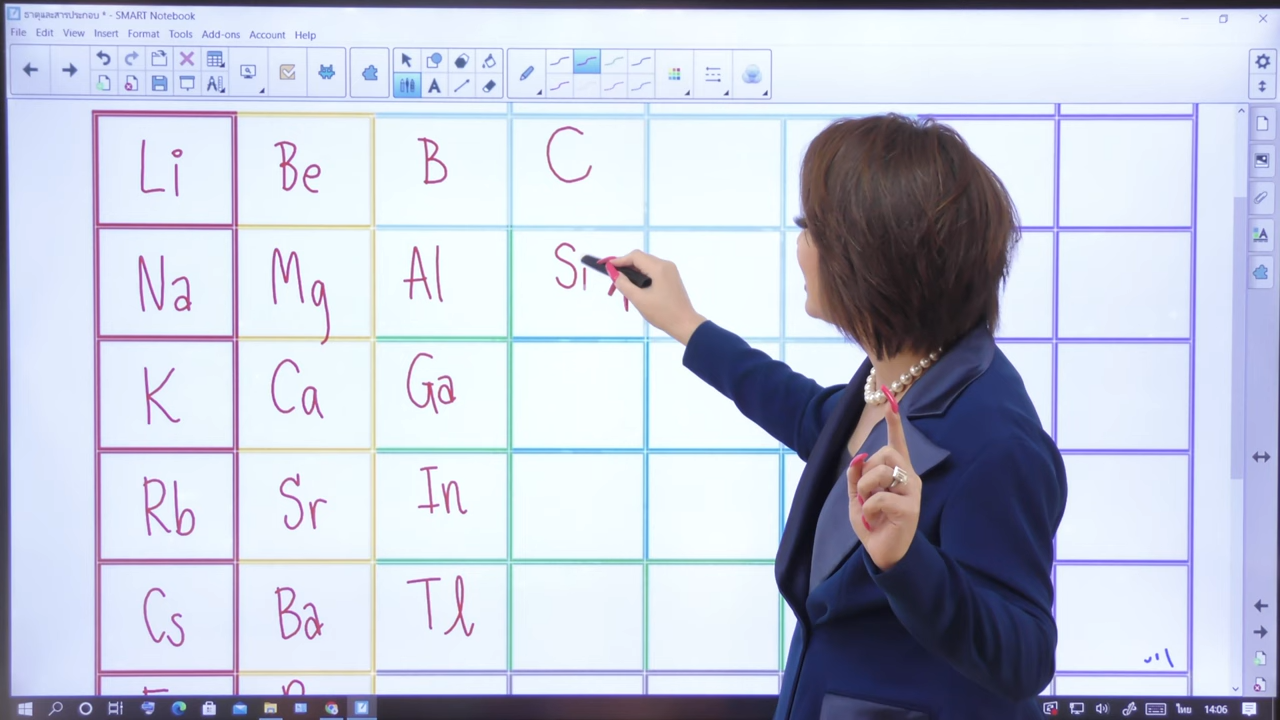 ธาตุและสารประกอบ * - SMART Notebook
File Edit View Insert Format Tools Add-ons Account Help
Li Be B C
Na Mg Al Si
K Ca Ga
Rb Sr In
Cs Ba Tl
ไทย 14:06